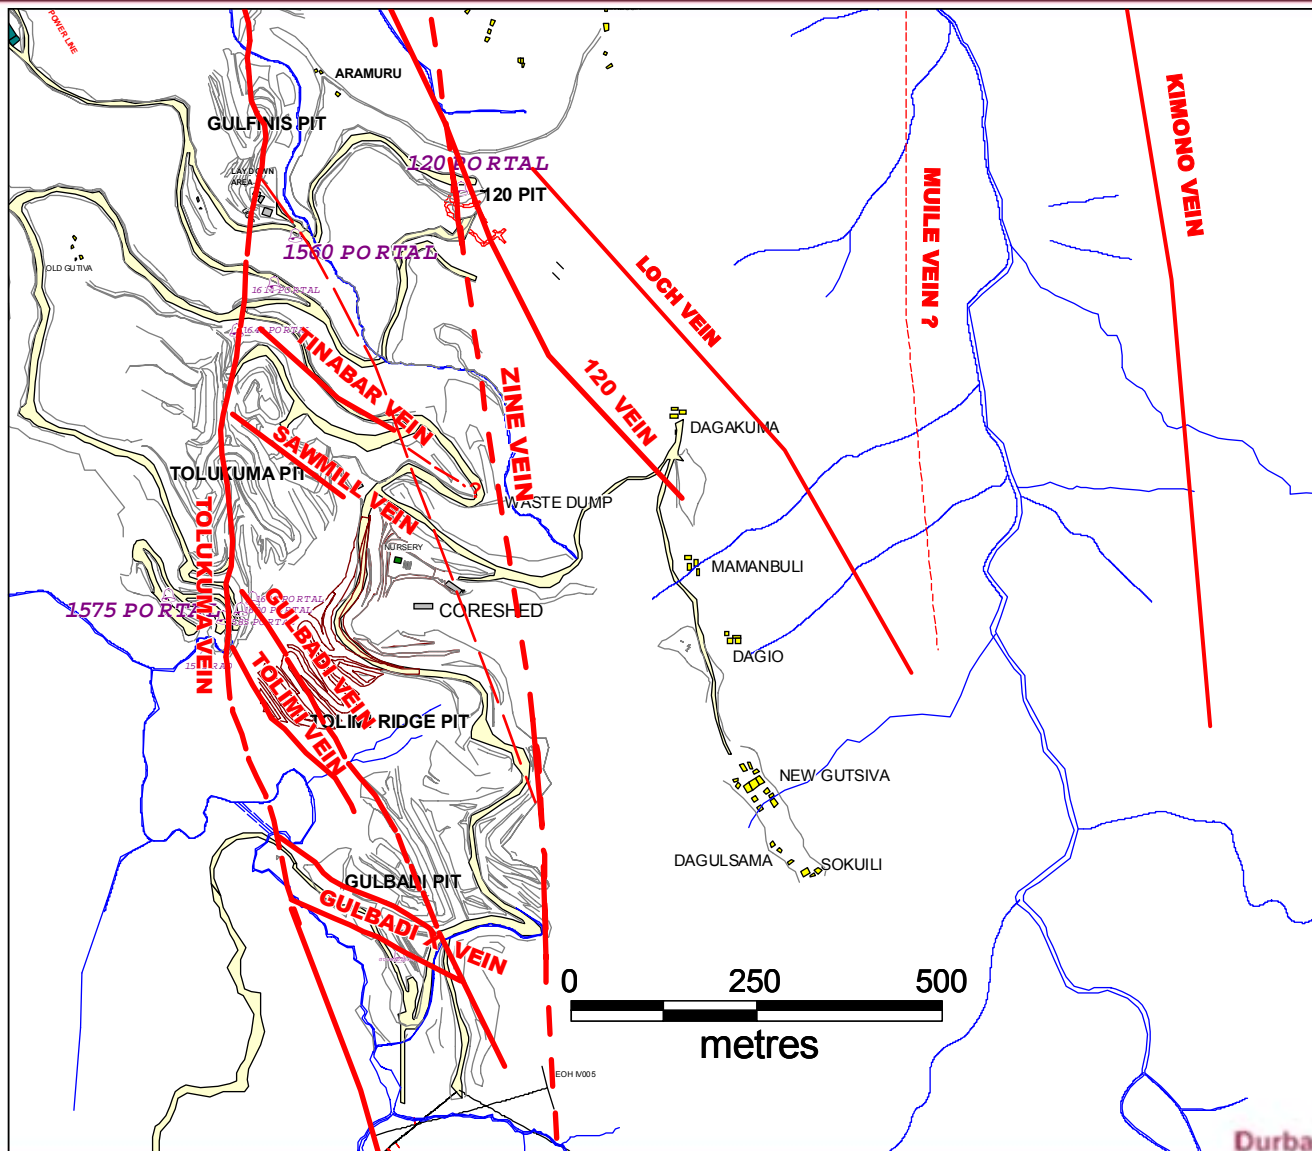 POWER LINE
ARAMURU
GULFINIS PIT
KIMONO VEIN
120 PORTAL
LAY DOWN
AREA
120 PIT
MUILE VEIN ?
1560 PORTAL
OLD GUTIVA
LOCH VEIN
TINABAR VEIN
120 VEIN
ZINE VEIN
DAGAKUMA
SAWMILL VEIN
TOLUKUMA PIT
WASTE DUMP
TOLUKUMA VEIN
NURSERY
MAMANBULI
1575 PORTAL
GULBADI VEIN
CORESHED
DAGIO
TOLIMI VEIN
TOLIMI RIDGE PIT
NEW GUTSIVA
DAGULSAMA
SOKUILI
GULBADI PIT
GULBADI X VEIN
0 250 500
metres
Durba